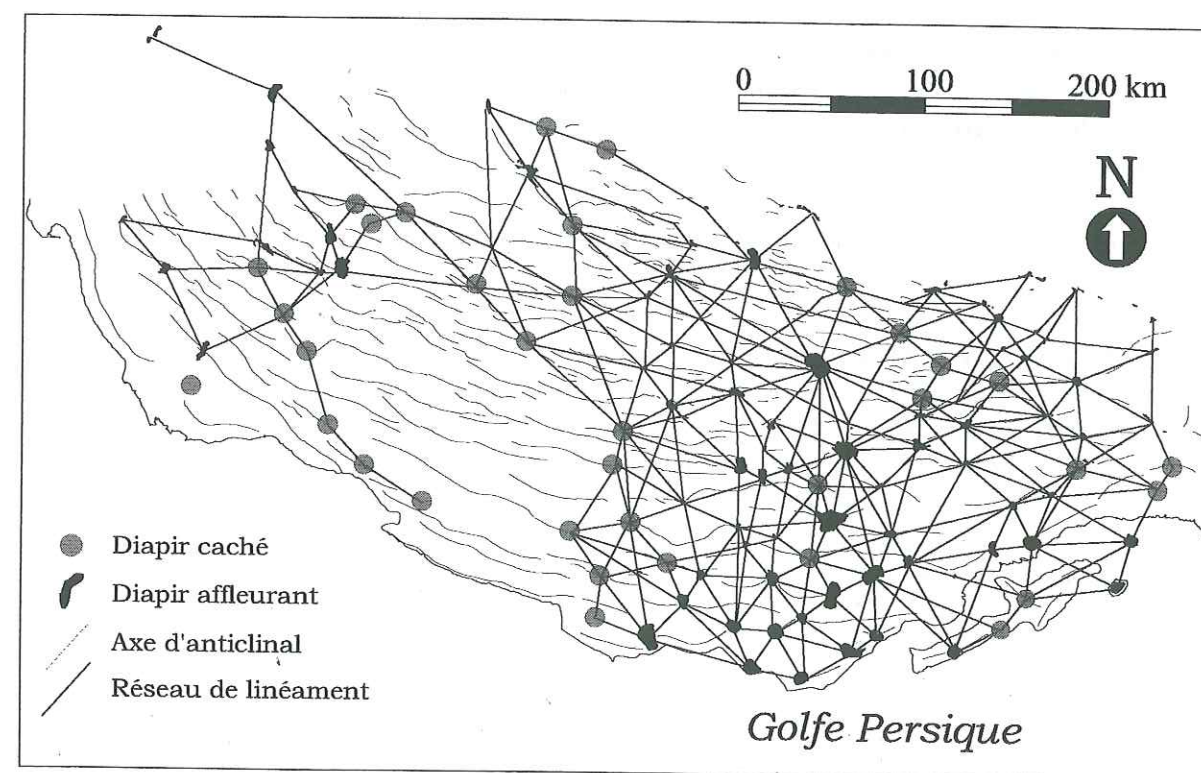 0 100 200 km
N
Diapir caché
Diapir affleurant
Axe d'anticlinal
Réseau de linéament
Golfe Persique